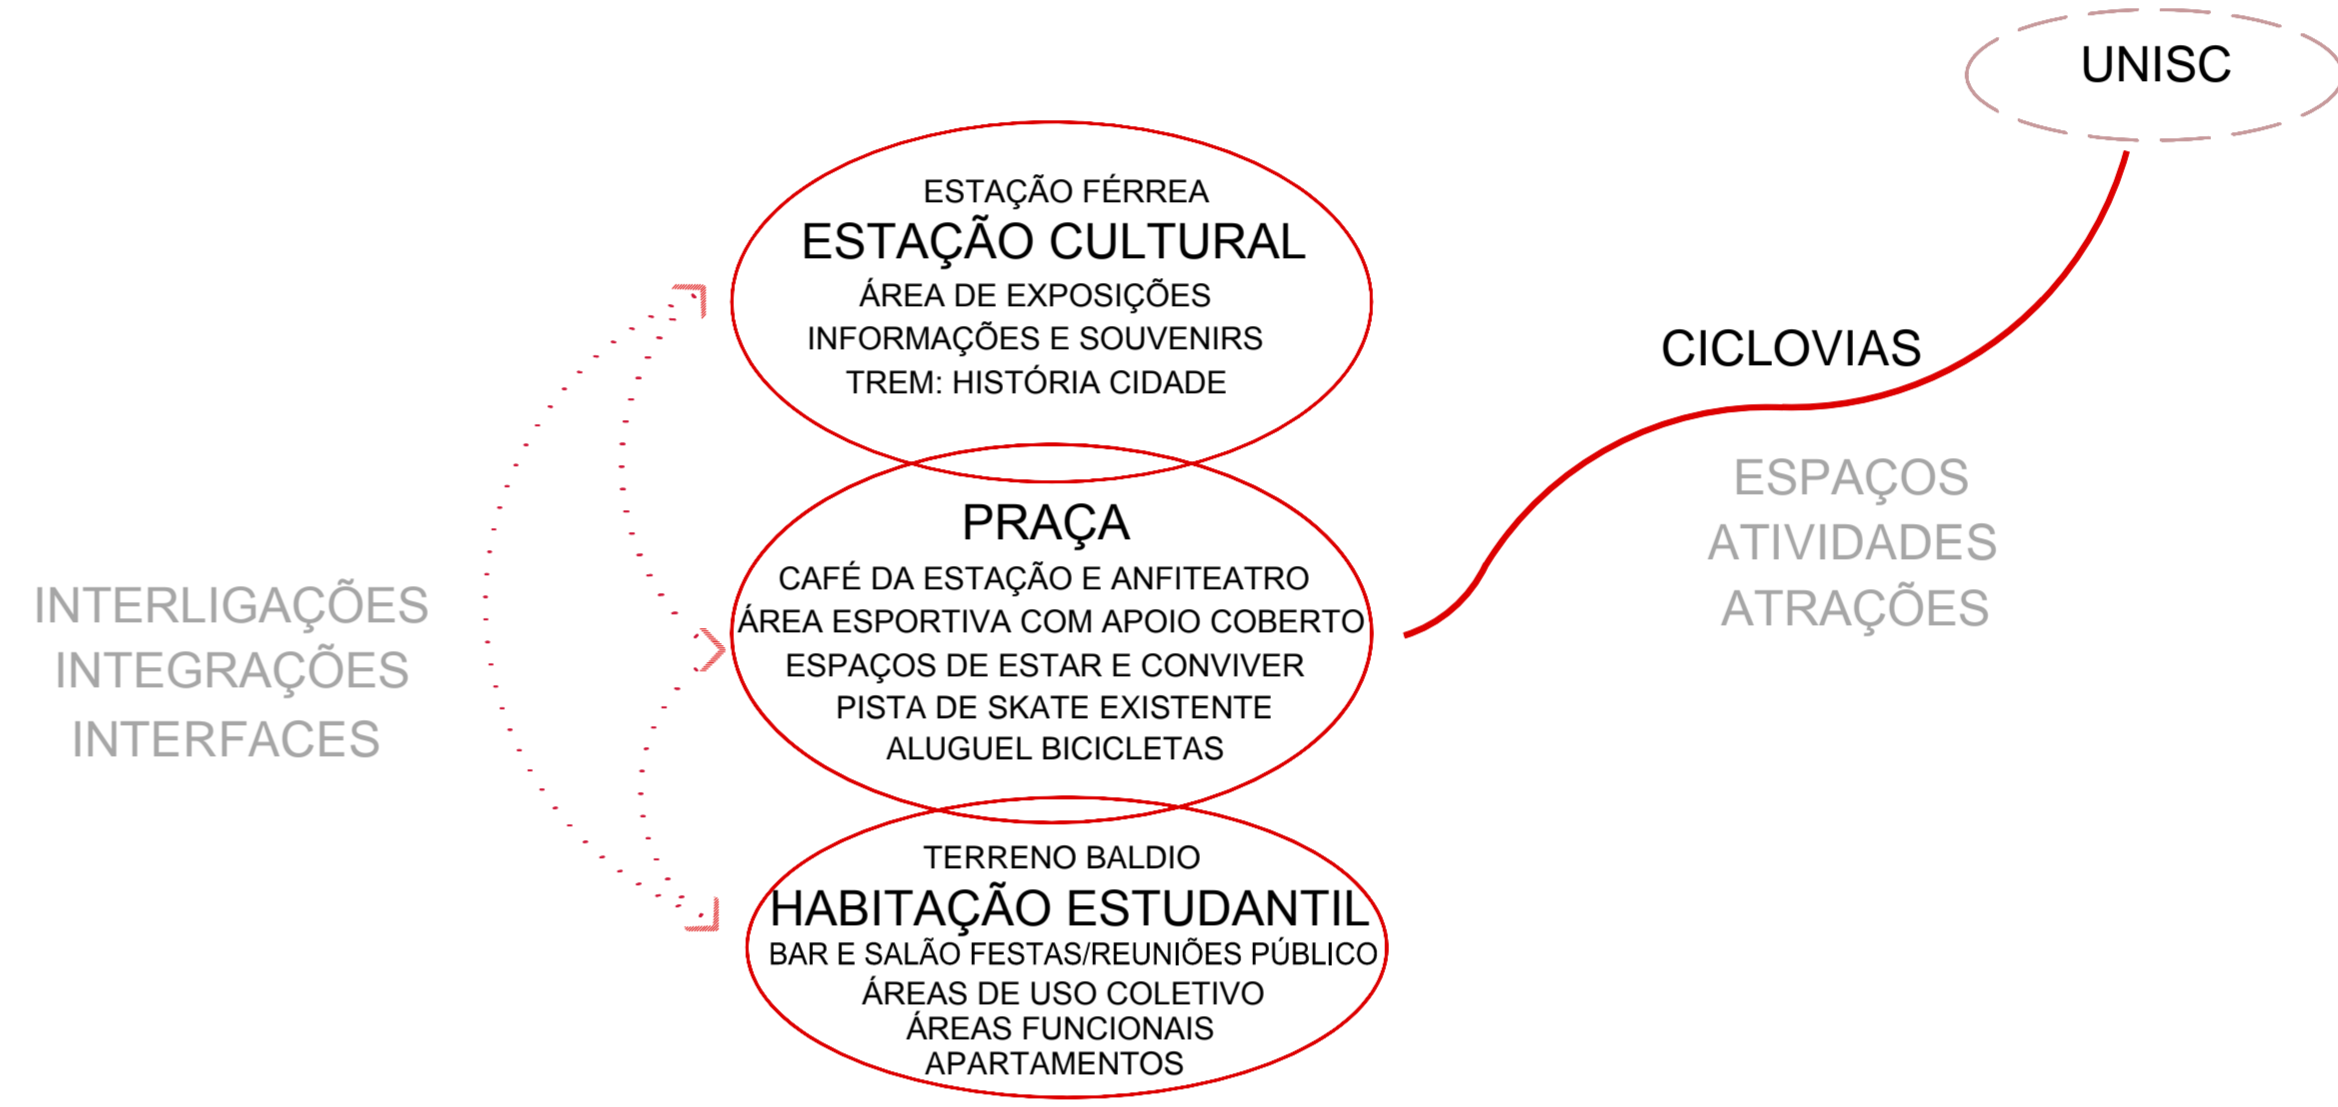 UNISC
ESTAÇÃO FÉRREA
ESTAÇÃO CULTURAL
ÁREA DE EXPOSIÇÕES
INFORMAÇÕES E SOUVENIRS
TREM: HISTÓRIA CIDADE
CICLOVIAS
ESPAÇOS
ATIVIDADES
ATRAÇÕES
PRAÇA
CAFÉ DA ESTAÇÃO E ANFITEATRO
ÁREA ESPORTIVA COM APOIO COBERTO
ESPAÇOS DE ESTAR E CONVIVER
PISTA DE SKATE EXISTENTE
ALUGUEL BICICLETAS
INTERLIGAÇÕES
INTEGRAÇÕES
INTERFACES
TERRENO BALDIO
HABITAÇÃO ESTUDANTIL
BAR E SALÃO FESTAS/REUNIÕES PÚBLICO
ÁREAS DE USO COLETIVO
ÁREAS FUNCIONAIS
APARTAMENTOS